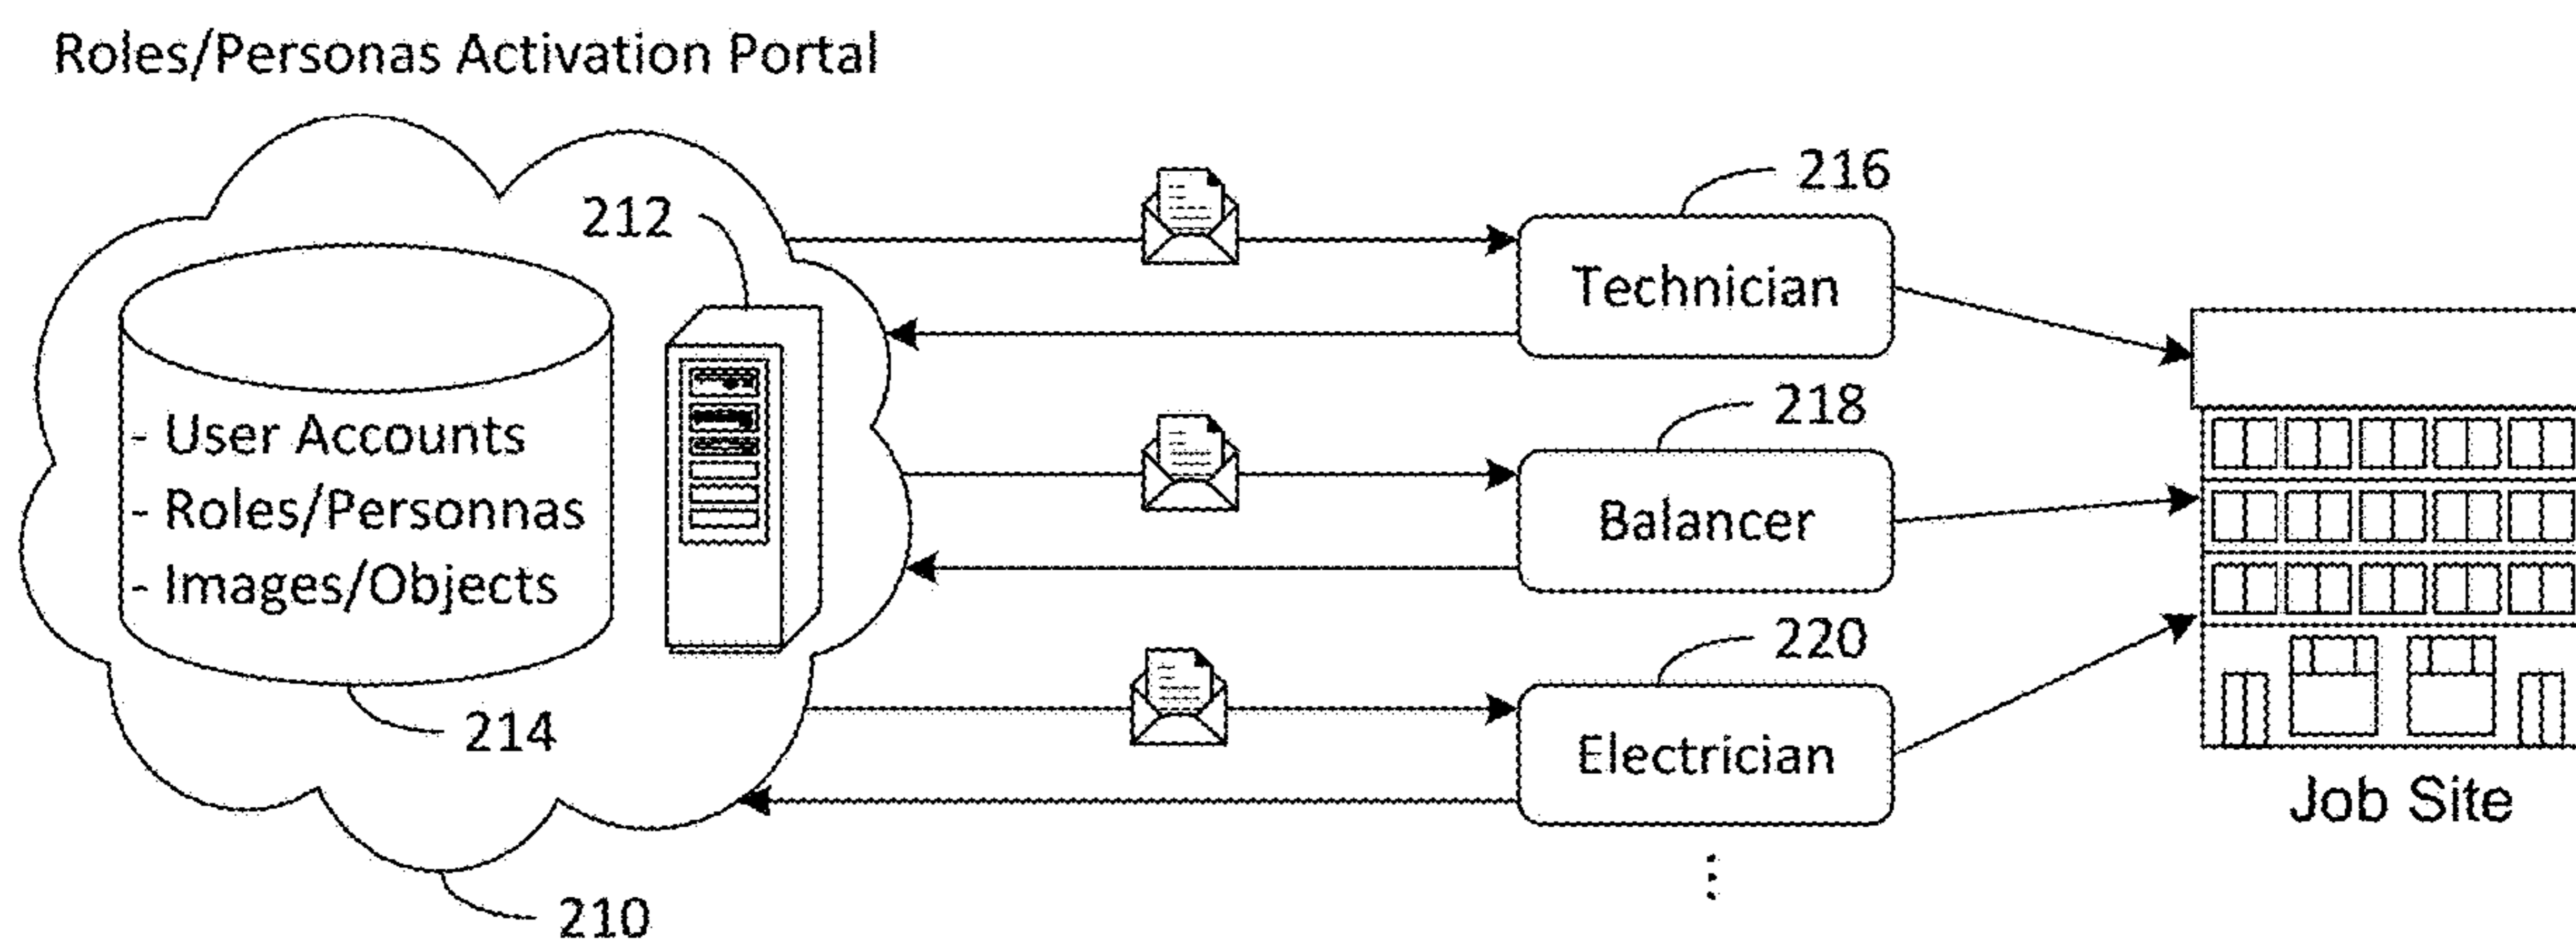 Roles/Personas Activation Portal
216
212
Technician
218
- User Accounts
- Roles/Personnas
Balancer
- Images/Objects
220
214
Electrician
Job Site
210